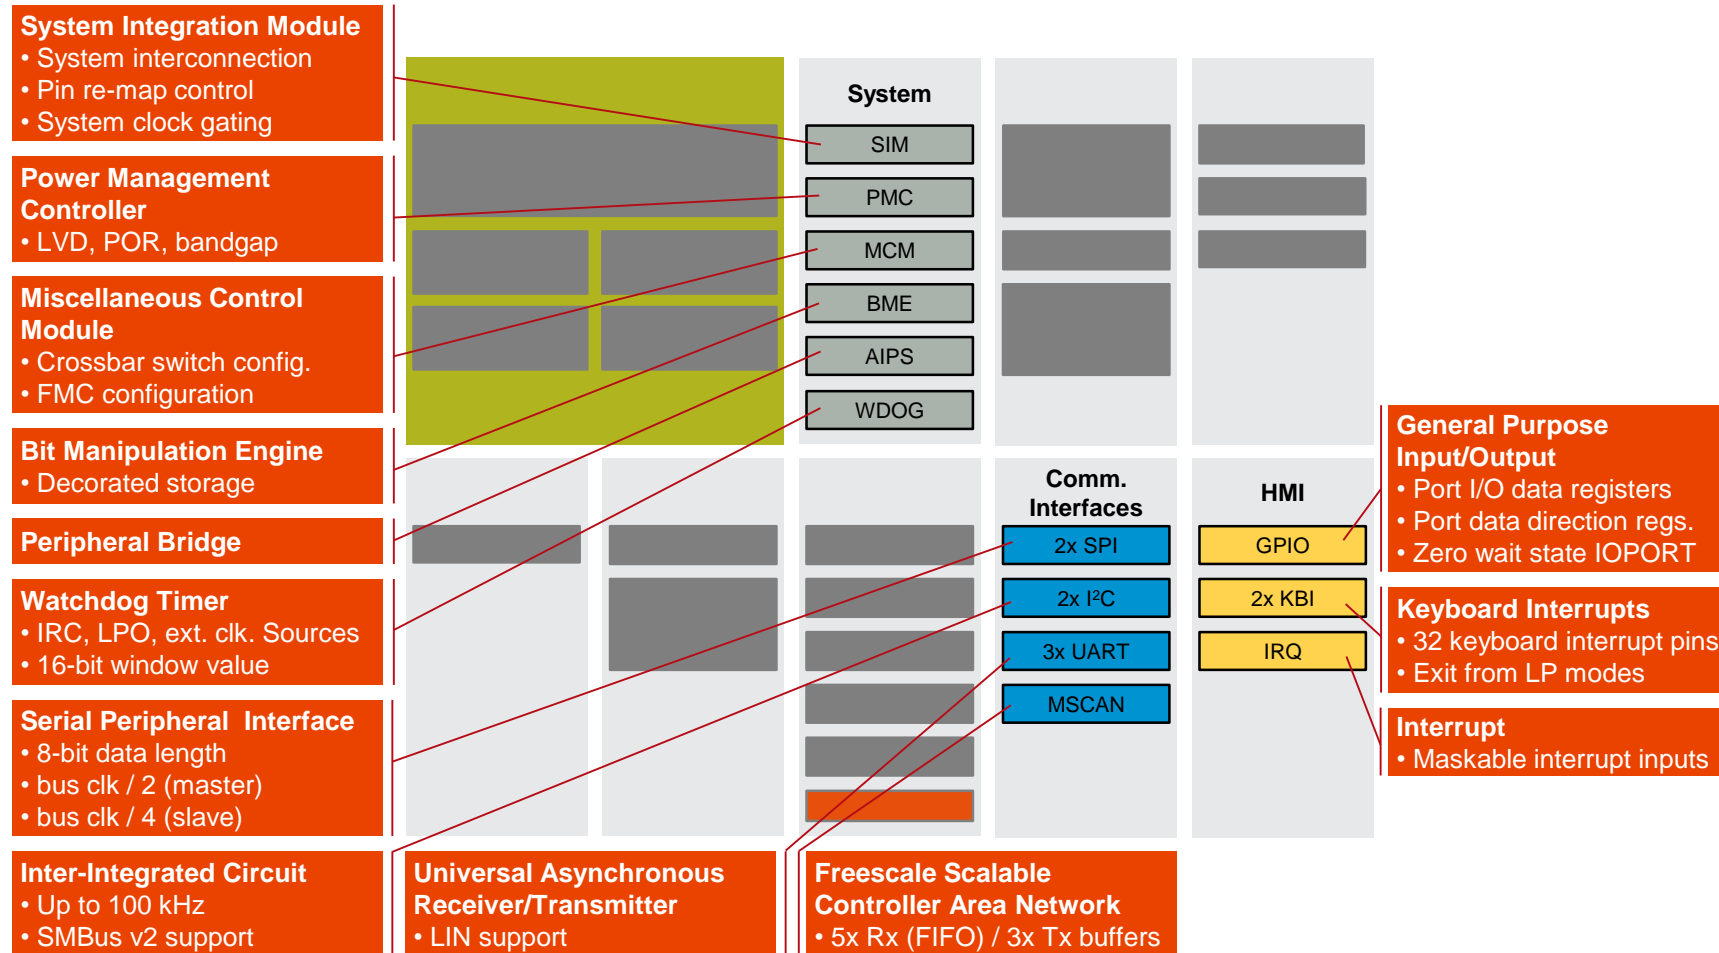 System Integration Module
• System interconnection
• Pin re-map control
• System clock gating
Power Management
Controller
• LVD, POR, bandgap
Miscellaneous Control
Module
• Crossbar switch config.
• FMC configuration
Bit Manipulation Engine
• Decorated storage
Peripheral Bridge
Watchdog Timer
• IRC, LPO, ext. clk. Sources
• 16-bit window value
Serial Peripheral Interface
• 8-bit data length
• bus clk / 2 (master)
• bus clk / 4 (slave)
Inter-Integrated Circuit
• Up to 100 kHz
• SMBus v2 support
Universal Asynchronous
Receiver/Transmitter
• LIN support
Freescale Scalable
Controller Area Network
• 5x Rx (FIFO) / 3x Tx buffers
System
SIM
PMC
MCM
BME
AIPS
WDOG
Comm.
Interfaces
2x SPI
2x I²C
3x UART
MSCAN
HMI
GPIO
2x KBI
IRQ
General Purpose
Input/Output
• Port I/O data registers
• Port data direction regs.
• Zero wait state IOPORT
Keyboard Interrupts
• 32 keyboard interrupt pins
• Exit from LP modes
Interrupt
• Maskable interrupt inputs